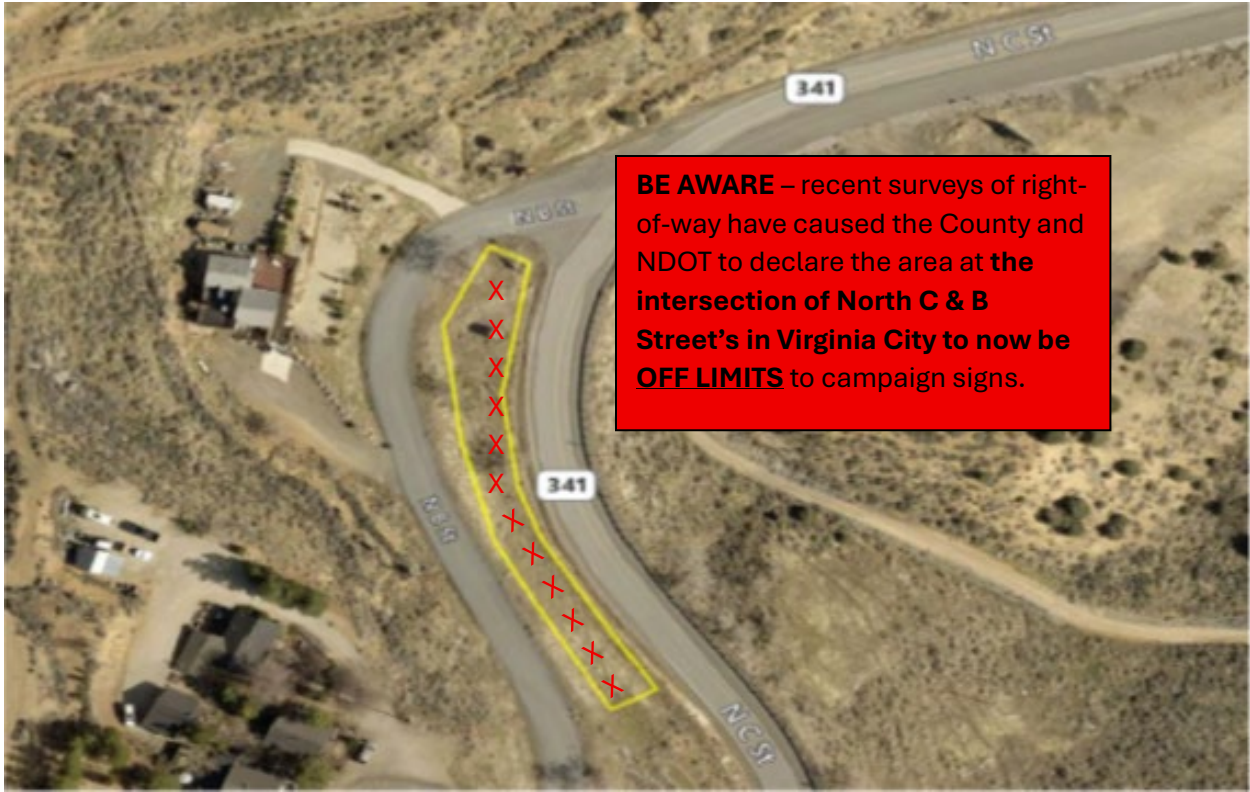 N C St
341
BE AWARE – recent surveys of right-
of-way have caused the County and
NDOT to declare the area at the
intersection of North C & B
Street's in Virginia City to now be
OFF LIMITS to campaign signs.
N B St
X
X
X
X
X
X
341
X
N B St
X
X
X
X
X
N C St